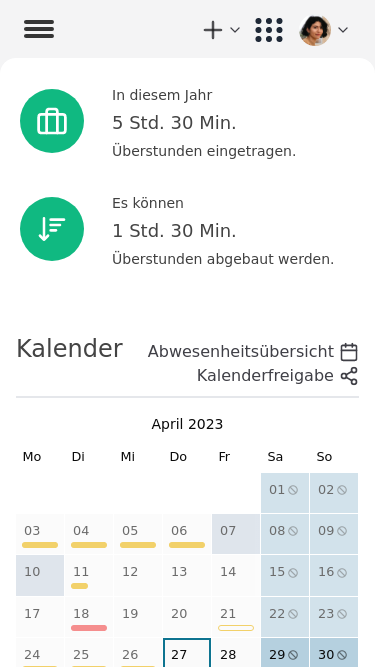 In diesem Jahr
5 Std. 30 Min.
Überstunden eingetragen.
Es können
1 Std. 30 Min.
Überstunden abgebaut werden.
Kalender
Abwesenheitsübersicht
Kalenderfreigabe
April 2023
Mo Di Mi Do Fr Sa So
01 02
03 04 05 06 07 08 09
10 11 12 13 14 15 16
17 18 19 20 21 22 23
24 25 26 27 28 29 30